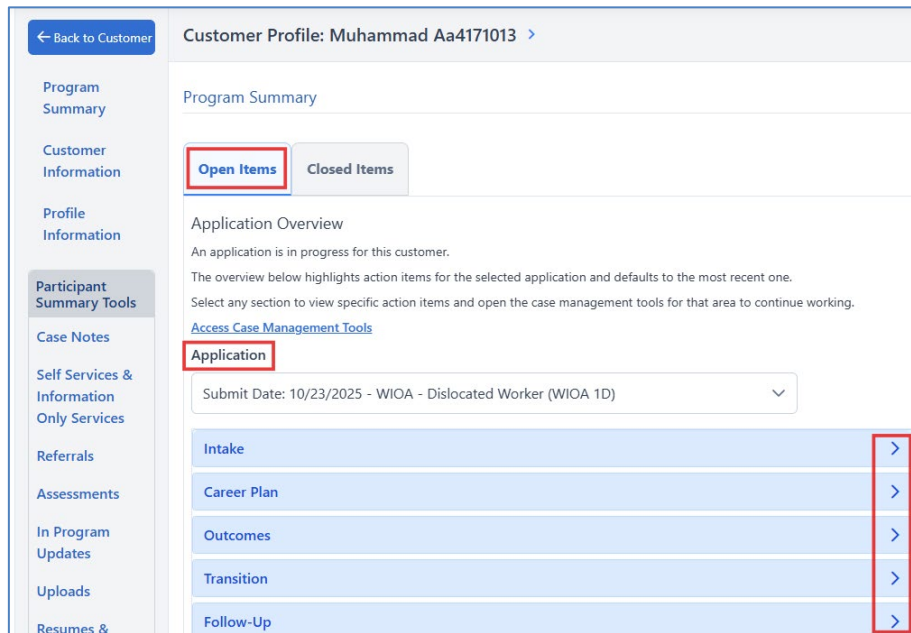 ← Back to Customer
Customer Profile: Muhammad Aa4171013 >
Program
Summary
Customer
Information
Profile
Information
Participant
Summary Tools
Case Notes
Self Services &
Information
Only Services
Referrals
Assessments
In Program
Updates
Uploads
Resumes &
Program Summary
Open Items
Closed Items
Application Overview
An application is in progress for this customer.
The overview below highlights action items for the selected application and defaults to the most recent one.
Select any section to view specific action items and open the case management tools for that area to continue working.
Access Case Management Tools
Application
Submit Date: 10/23/2025 - WIOA - Dislocated Worker (WIOA 1D)
Intake
Career Plan
Outcomes
Transition
Follow-Up